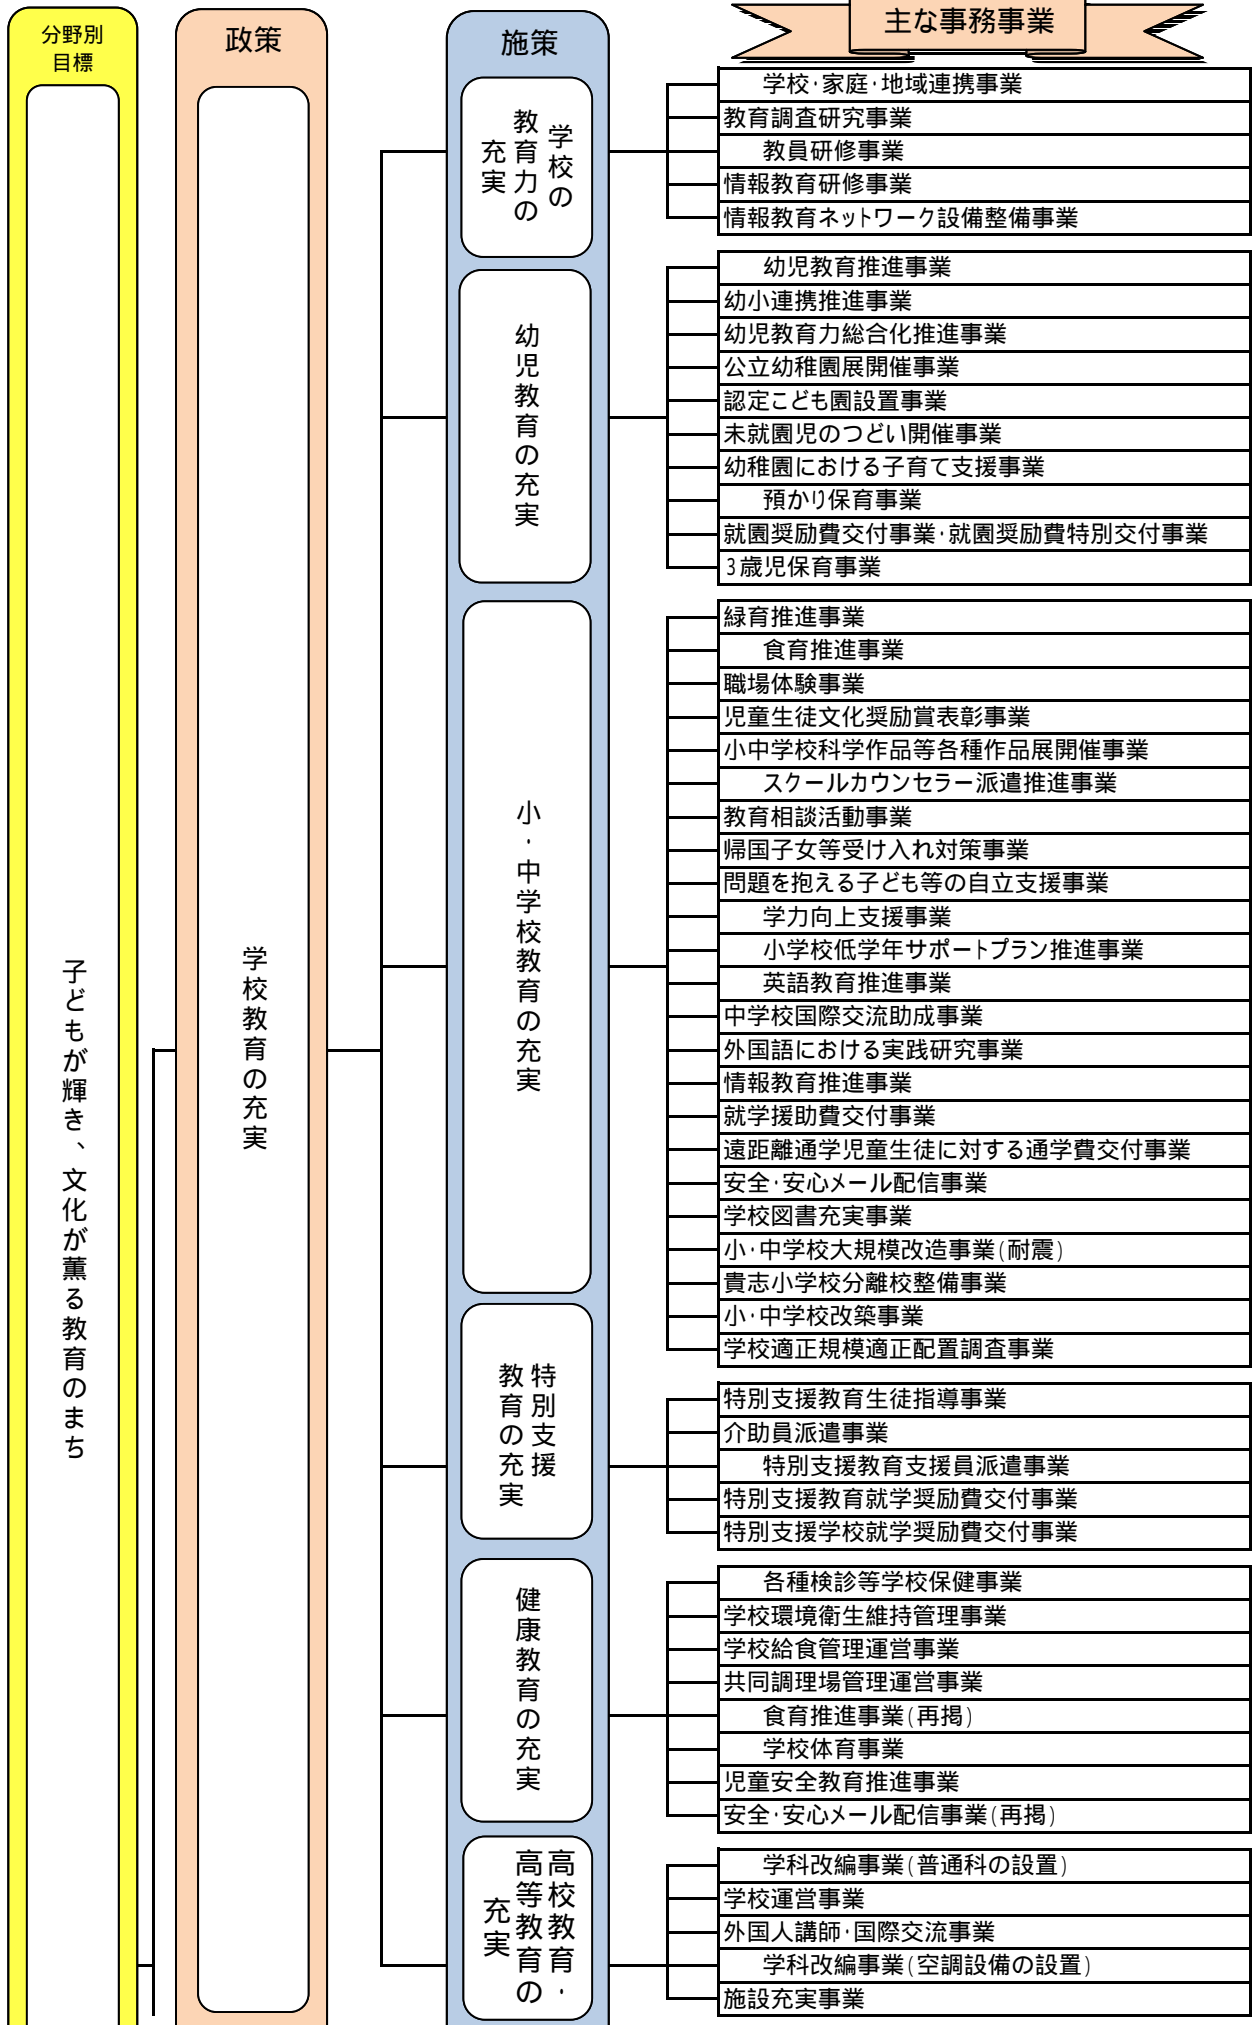 分野別
目標
政策
施策
主な事務事業
子どもが輝き、文化が薫る教育のまち
学校教育の充実
学校の
教育力の
充実
学校･家庭･地域連携事業
教育調査研究事業
教員研修事業
情報教育研修事業
情報教育ネットワーク設備整備事業
幼児教育の充実
幼児教育推進事業
幼小連携推進事業
幼児教育力総合化推進事業
公立幼稚園展開催事業
認定こども園設置事業
未就園児のつどい開催事業
幼稚園における子育て支援事業
預かり保育事業
就園奨励費交付事業･就園奨励費特別交付事業
3歳児保育事業
小・中学校教育の充実
緑育推進事業
食育推進事業
職場体験事業
児童生徒文化奨励賞表彰事業
小中学校科学作品等各種作品展開催事業
スクールカウンセラー派遣推進事業
教育相談活動事業
帰国子女等受け入れ対策事業
問題を抱える子ども等の自立支援事業
学力向上支援事業
小学校低学年サポートプラン推進事業
英語教育推進事業
中学校国際交流助成事業
外国語における実践研究事業
情報教育推進事業
就学援助費交付事業
遠距離通学児童生徒に対する通学費交付事業
安全･安心メール配信事業
学校図書充実事業
小･中学校大規模改造事業(耐震)
貴志小学校分離校整備事業
小･中学校改築事業
学校適正規模適正配置調査事業
特別支援
教育の充実
特別支援教育生徒指導事業
介助員派遣事業
特別支援教育支援員派遣事業
特別支援教育就学奨励費交付事業
特別支援学校就学奨励費交付事業
健康教育の充実
各種検診等学校保健事業
学校環境衛生維持管理事業
学校給食管理運営事業
共同調理場管理運営事業
食育推進事業(再掲)
学校体育事業
児童安全教育推進事業
安全･安心メール配信事業(再掲)
高校教育・
高等教育の
充実
学科改編事業(普通科の設置)
学校運営事業
外国人講師･国際交流事業
学科改編事業(空調設備の設置)
施設充実事業